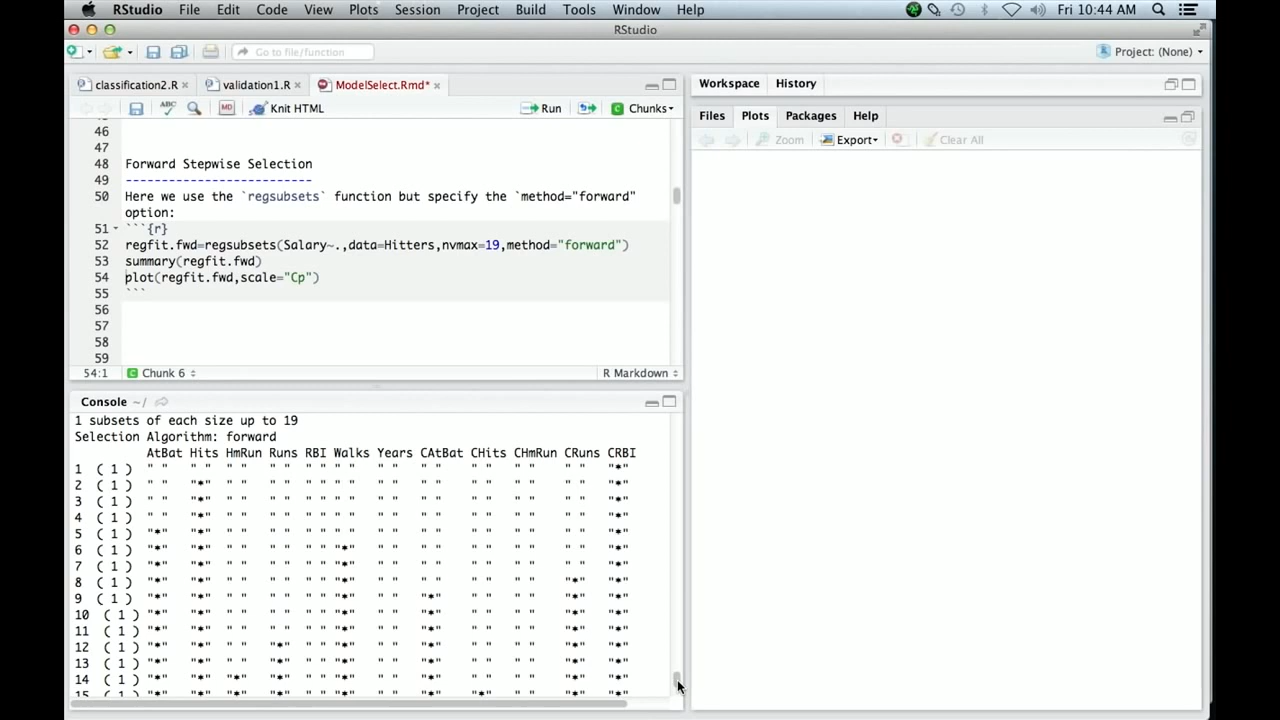 RStudio File Edit Code View Plots Session Project Build Tools Window Help Fri 10:44 AM
RStudio
Go to file/function Project: (None)
classification2.R validation1.R ModelSelect.Rmd*
Workspace History
ABC MD Knit HTML Run Chunks
Files Plots Packages Help
Zoom Export Clear All
46
47
48 Forward Stepwise Selection
49 --------------------------
50 Here we use the `regsubsets` function but specify the `method="forward"
option:
51 ```{r}
52 regfit.fwd=regsubsets(Salary~.,data=Hitters,nvmax=19,method="forward")
53 summary(regfit.fwd)
54 plot(regfit.fwd,scale="Cp")
55 ```
56
57
58
59
54:1 C Chunk 6 R Markdown
Console ~/
1 subsets of each size up to 19
Selection Algorithm: forward
AtBat Hits HmRun Runs RBI Walks Years CAtBat CHits CHmRun CRuns CRBI
1 ( 1 ) " " " " " " " " " " " " " " " " " " " " " " "*"
2 ( 1 ) " " "*" " " " " " " " " " " " " " " " " " " "*"
3 ( 1 ) " " "*" " " " " " " " " " " " " " " " " " " "*"
4 ( 1 ) " " "*" " " " " " " " " " " " " " " " " " " "*"
5 ( 1 ) "*" "*" " " " " " " " " " " " " " " " " " " "*"
6 ( 1 ) "*" "*" " " " " " " "*" " " " " " " " " " " "*"
7 ( 1 ) "*" "*" " " " " " " "*" " " " " " " " " " " "*"
8 ( 1 ) "*" "*" " " " " " " "*" " " " " " " " " "*" "*"
9 ( 1 ) "*" "*" " " " " " " "*" " " "*" " " " " "*" "*"
10 ( 1 ) "*" "*" " " " " " " "*" " " "*" " " " " "*" "*"
11 ( 1 ) "*" "*" " " " " " " "*" " " "*" " " " " "*" "*"
12 ( 1 ) "*" "*" " " "*" " " "*" " " "*" " " " " "*" "*"
13 ( 1 ) "*" "*" " " "*" " " "*" " " "*" " " " " "*" "*"
14 ( 1 ) "*" "*" "*" "*" " " "*" " " "*" " " " " "*" "*"
15 ( 1 ) "*" "*" "*" "*" " " "*" " " "*" "*" " " "*" "*"